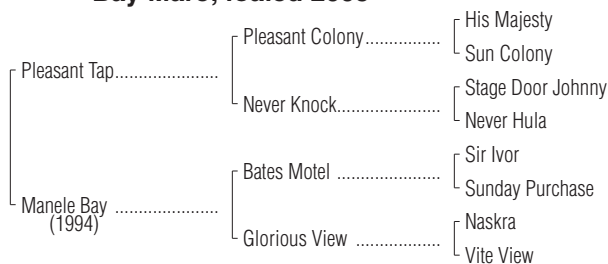 Bay Mare, foaled
His Majesty
Pleasant Colony................
Sun Colony
Pleasant Tap......................
Stage Door Johnny
Never Knock......................
Never Hula
Sir Ivor
Bates Motel ......................
Sunday Purchase
Manele Bay ......................
(1994)
Naskra
Glorious View ..................
Vite View